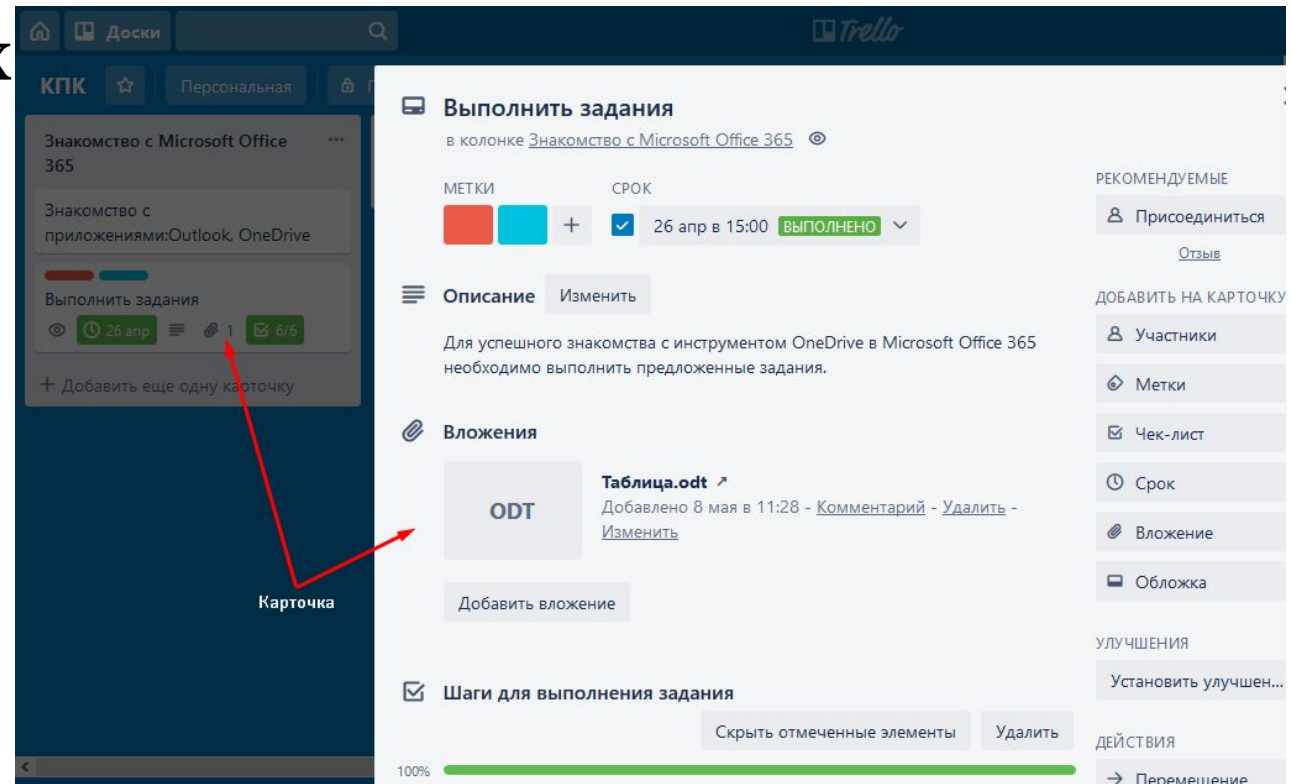 к
Доски
Trello
КПК
Персональная
Знакомство с Microsoft Office
365
Знакомство с
приложениями:Outlook, OneDrive
Выполнить задания
26 апр
1
6/6
+ Добавить еще одну карточку
Карточка
Выполнить задания
в колонке Знакомство с Microsoft Office 365
МЕТКИ
СРОК
+
26 апр в 15:00 ВЫПОЛНЕНО
Описание
Изменить
Для успешного знакомства с инструментом OneDrive в Microsoft Office 365
необходимо выполнить предложенные задания.
Вложения
ODT
Таблица.odt ↗
Добавлено 8 мая в 11:28 - Комментарий - Удалить -
Изменить
Добавить вложение
Шаги для выполнения задания
Скрыть отмеченные элементы
Удалить
100%
РЕКОМЕНДУЕМЫЕ
Присоединиться
Отзыв
ДОБАВИТЬ НА КАРТОЧКУ
Участники
Метки
Чек-лист
Срок
Вложение
Обложка
УЛУЧШЕНИЯ
Установить улучшен...
ДЕЙСТВИЯ
→ Перемещение